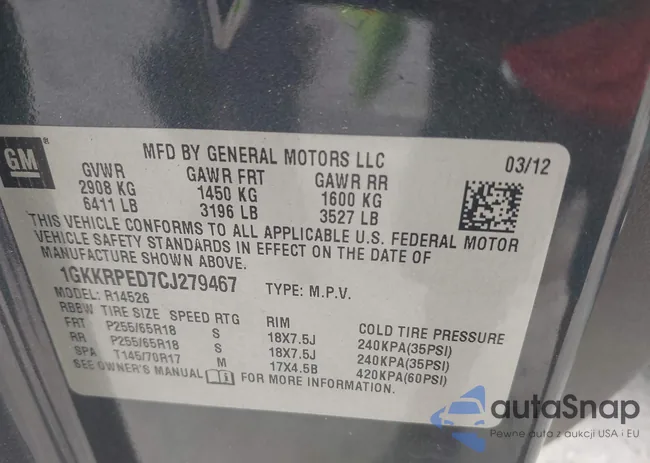 GM
MFD BY GENERAL MOTORS LLC 03/12
GVWR GAWR FRT GAWR RR
2908 KG 1450 KG 1600 KG
6411 LB 3196 LB 3527 LB
THIS VEHICLE CONFORMS TO ALL APPLICABLE U.S. FEDERAL MOTOR
VEHICLE SAFETY STANDARDS IN EFFECT ON THE DATE OF
MANUFACTURE SHOWN ABOVE.
1GKKRPED7CJ279467 TYPE: M.P.V.
MODEL: R14526
RBBW TIRE SIZE SPEED RTG RIM COLD TIRE PRESSURE
FRT P255/65R18 S 18X7.5J 240KPA(35PSI)
RR P255/65R18 S 18X7.5J 240KPA(35PSI)
SPA T145/70R17 M 17X4.5B 420KPA(60PSI)
SEE OWNER'S MANUAL FOR MORE INFORMATION.
autaSnap
Pewne auta z aukcji USA i EU